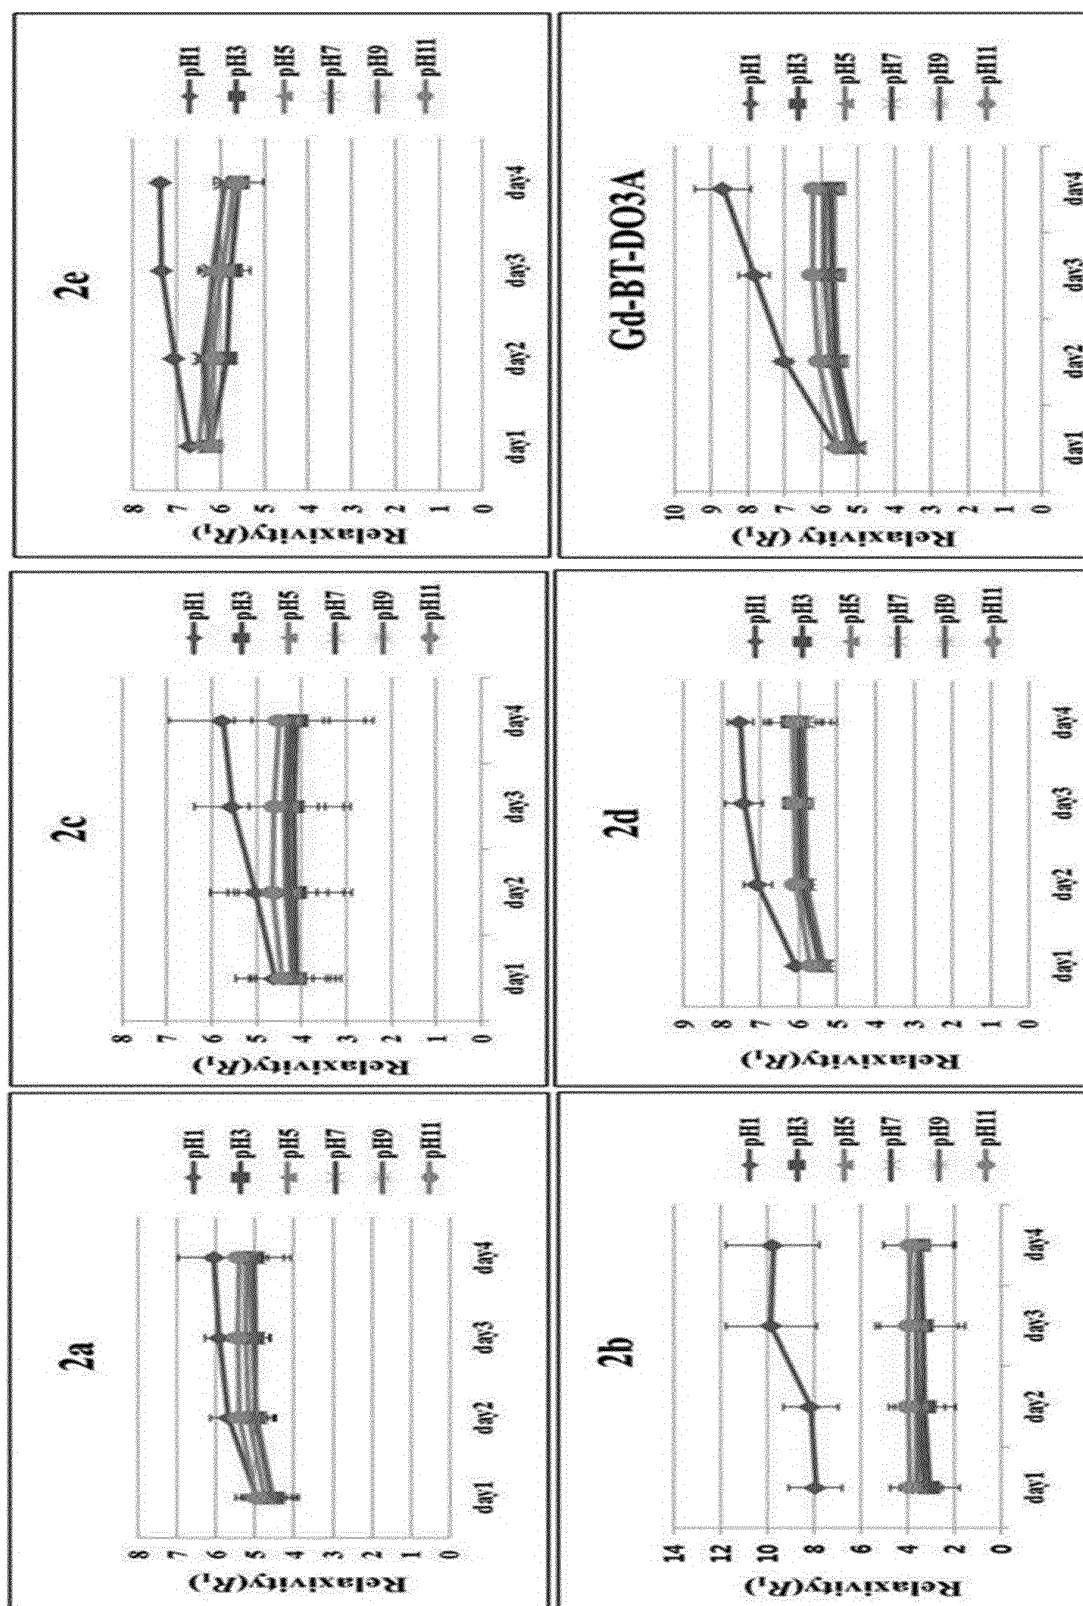 2a
Relaxivity(R₁)
8
7
6
5
4
3
2
1
0
day1 day2 day3 day4
pH1
pH3
pH5
pH7
pH9
pH11
2c
Relaxivity(R₁)
8
7
6
5
4
3
2
1
0
day1 day2 day3 day4
pH1
pH3
pH5
pH7
pH9
pH11
2e
Relaxivity(R₁)
8
7
6
5
4
3
2
1
0
day1 day2 day3 day4
pH1
pH3
pH5
pH7
pH9
pH11
2b
Relaxivity(R₁)
14
12
10
8
6
4
2
0
day1 day2 day3 day4
pH1
pH3
pH5
pH7
pH9
pH11
2d
Relaxivity(R₁)
9
8
7
6
5
4
3
2
1
0
day1 day2 day3 day4
pH1
pH3
pH5
pH7
pH9
pH11
Gd-BT-DO3A
Relaxivity (R₁)
10
9
8
7
6
5
4
3
2
1
0
day1 day2 day3 day4
pH1
pH3
pH5
pH7
pH9
pH11